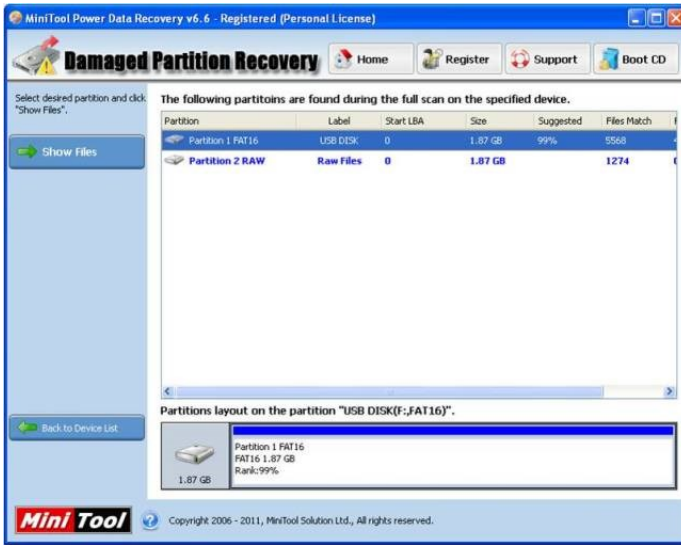 MiniTool Power Data Recovery v6.6 - Registered (Personal License)
Damaged Partition Recovery
Home
Register
Support
Boot CD
Select desired partition and click
"Show Files".
Show Files
Back to Device List
The following partitoins are found during the full scan on the specified device.
Partition Label Start LBA Size Suggested Files Match
Partition 1 FAT16 USB DISK 0 1.87 GB 99% 5568
Partition 2 RAW Raw Files 0 1.87 GB 1274
Partitions layout on the partition "USB DISK(F:,FAT16)".
1.87 GB
Partition 1 FAT16
FAT16 1.87 GB
Rank:99%
Mini Tool
? Copyright 2006 - 2011, MiniTool Solution Ltd., All rights reserved.